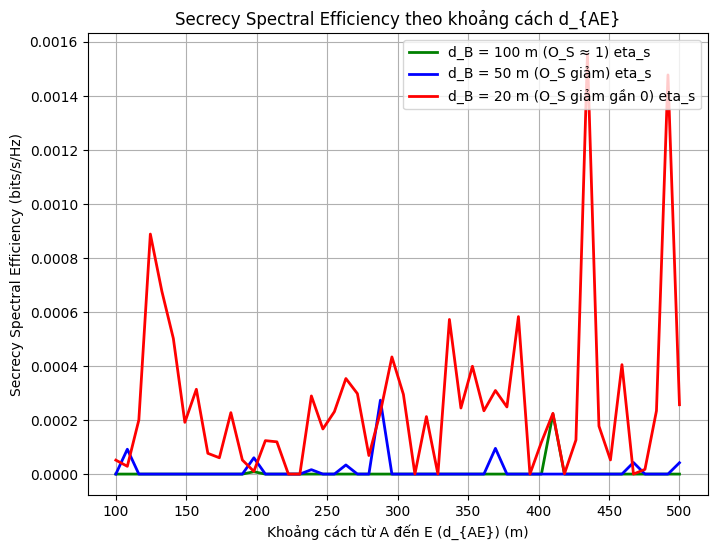 Secrecy Spectral Efficiency theo khoảng cách d_{AE}
d_B = 100 m (O_S ≈ 1) eta_s
d_B = 50 m (O_S giảm) eta_s
d_B = 20 m (O_S giảm gần 0) eta_s
Secrecy Spectral Efficiency (bits/s/Hz)
0.0016
0.0014
0.0012
0.0010
0.0008
0.0006
0.0004
0.0002
0.0000
100 150 200 250 300 350 400 450 500
Khoảng cách từ A đến E (d_{AE}) (m)